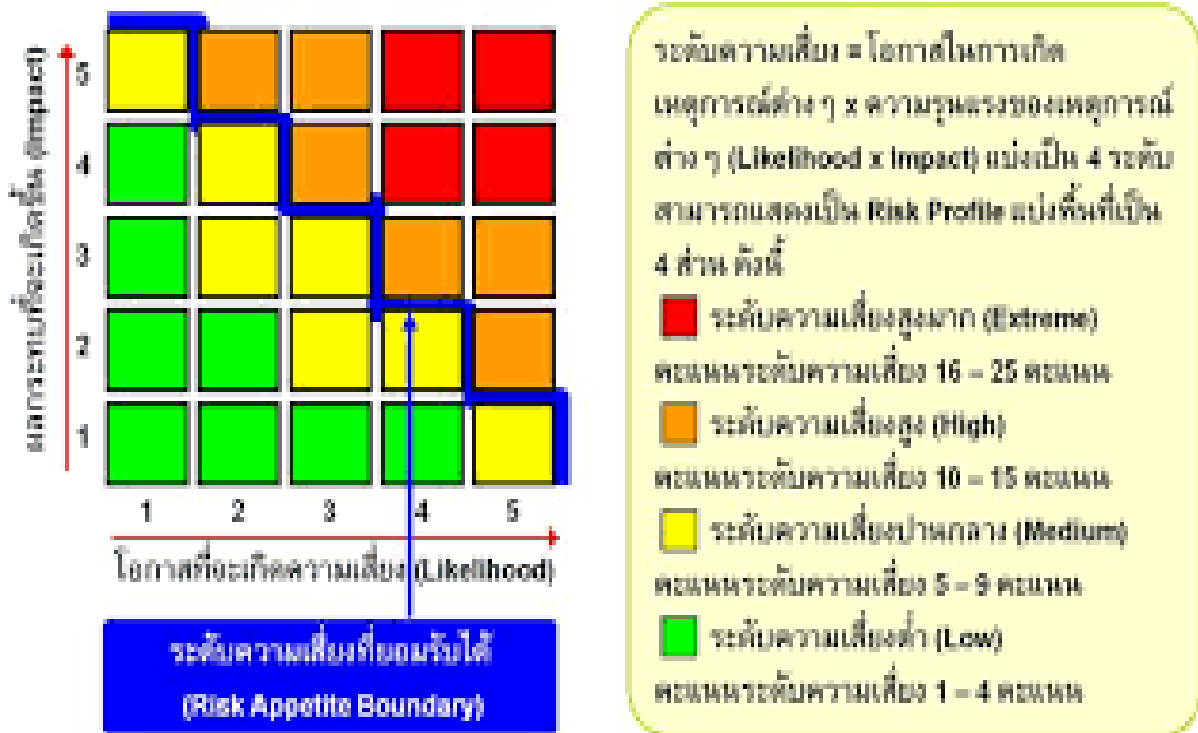 ผลกระทบที่จะเกิดขึ้น (Impact)
5
4
3
2
1
1 2 3 4 5
โอกาสที่จะเกิดความเสี่ยง (Likelihood)
ระดับความเสี่ยงที่ยอมรับได้
(Risk Appetite Boundary)
ระดับความเสี่ยง = โอกาสในการเกิด
เหตุการณ์ต่าง ๆ x ความรุนแรงของเหตุการณ์
ต่าง ๆ (Likelihood x Impact) แบ่งเป็น 4 ระดับ
สามารถแสดงเป็น Risk Profile แบ่งพื้นที่เป็น
4 ส่วน ดังนี้
ระดับความเสี่ยงสูงมาก (Extreme)
คะแนนระดับความเสี่ยง 16 – 25 คะแนน
ระดับความเสี่ยงสูง (High)
คะแนนระดับความเสี่ยง 10 – 15 คะแนน
ระดับความเสี่ยงปานกลาง (Medium)
คะแนนระดับความเสี่ยง 5 – 9 คะแนน
ระดับความเสี่ยงต่ำ (Low)
คะแนนระดับความเสี่ยง 1 – 4 คะแนน